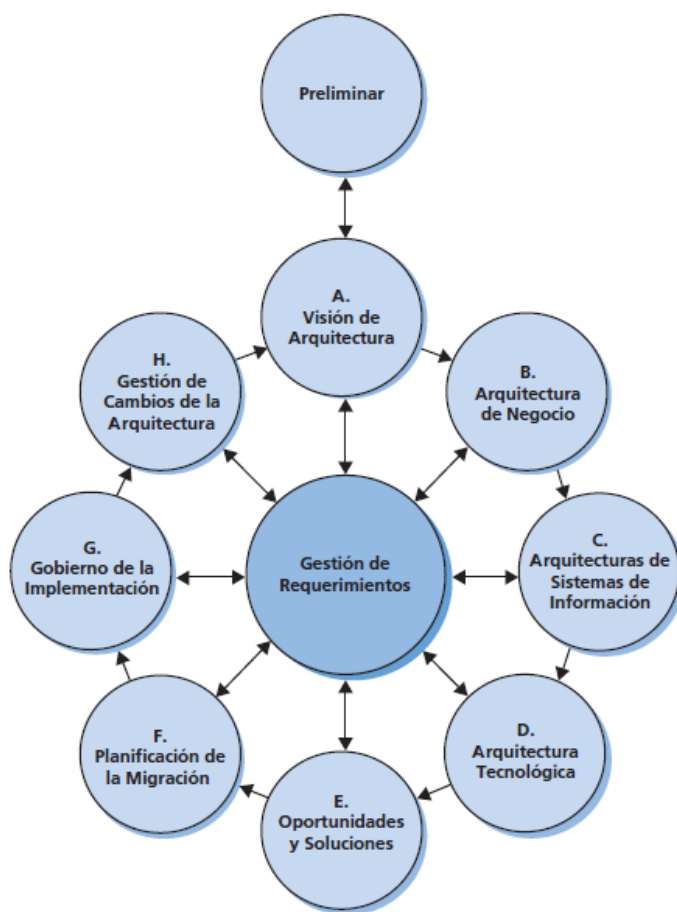 Preliminar
A.
Visión de
Arquitectura
B.
Arquitectura
de Negocio
C.
Arquitecturas de
Sistemas de
Información
D.
Arquitectura
Tecnológica
E.
Oportunidades
y Soluciones
F.
Planificación de
la Migración
G.
Gobierno de la
Implementación
H.
Gestión de
Cambios de la
Arquitectura
Gestión de
Requerimientos